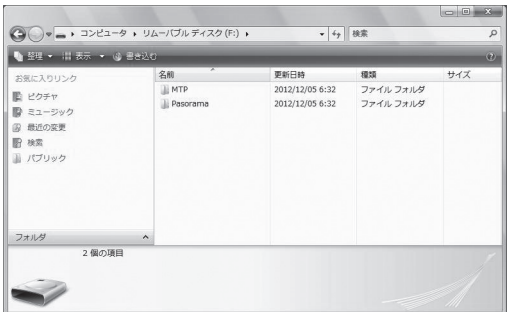 コンピュータ ▸ リムーバブル ディスク (F:) ▸ 検索
整理 表示 書き込む
お気に入りリンク
ピクチャ
ミュージック
最近の変更
検索
パブリック
フォルダ
名前 更新日時 種類 サイズ
MTP 2012/12/05 6:32 ファイル フォルダ
Pasorama 2012/12/05 6:32 ファイル フォルダ
2 個の項目